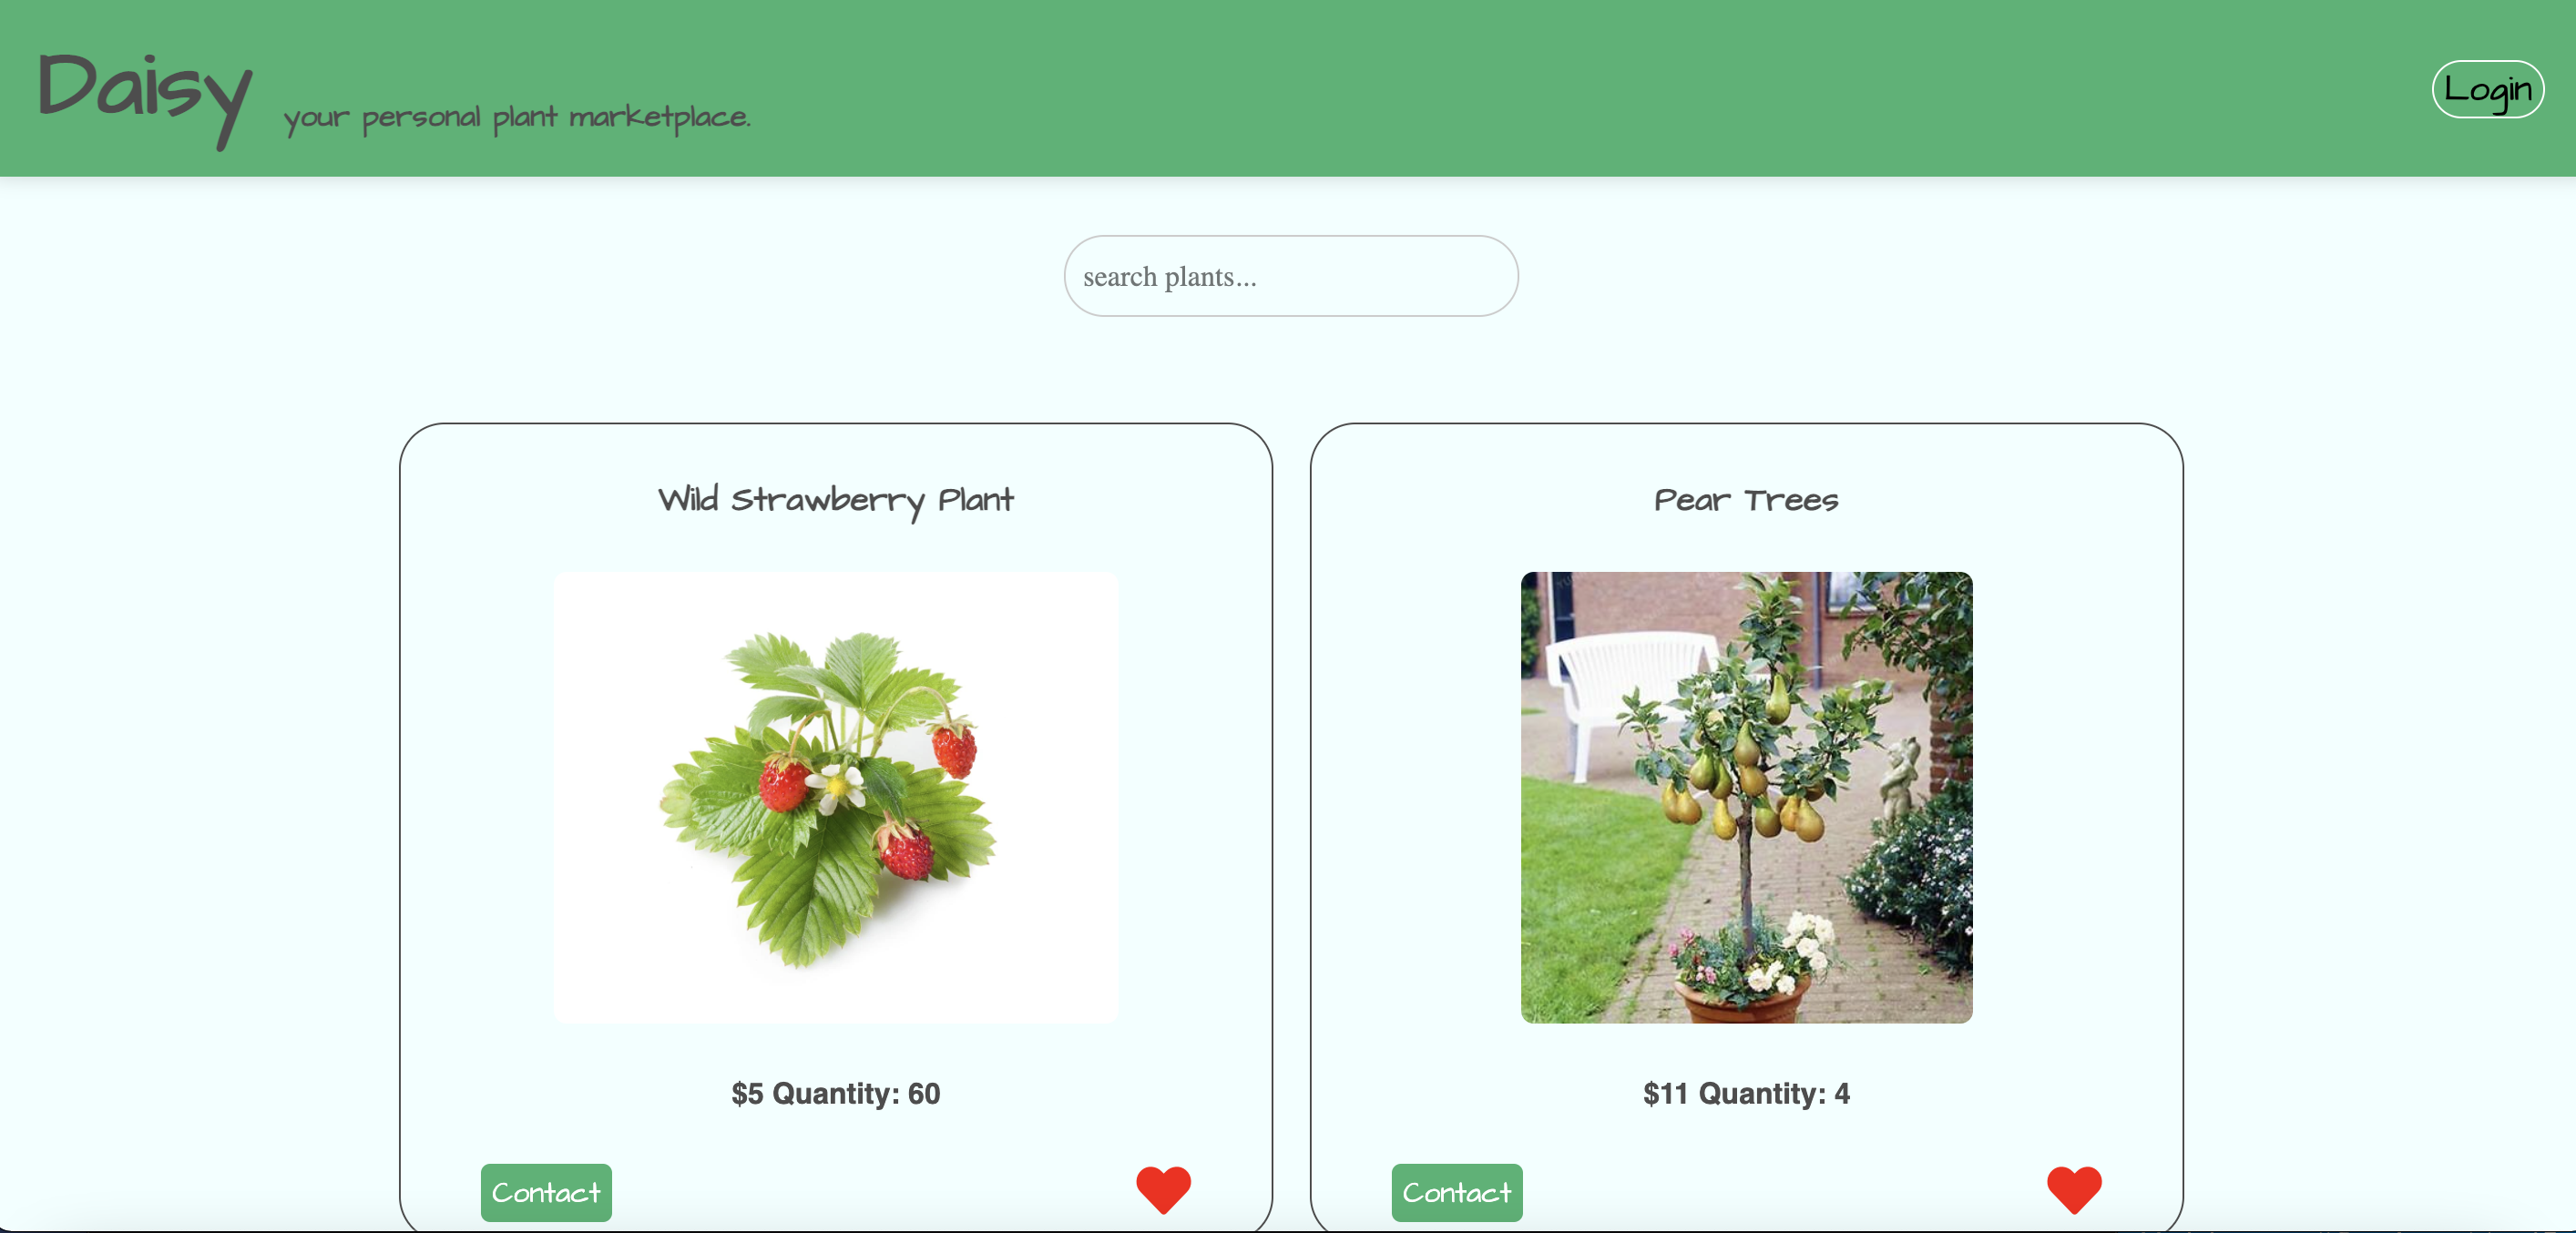 Daisy your personal plant marketplace.
Login
search plants...
Wild Strawberry Plant
Pear Trees
$5 Quantity: 60
$11 Quantity: 4
Contact
Contact